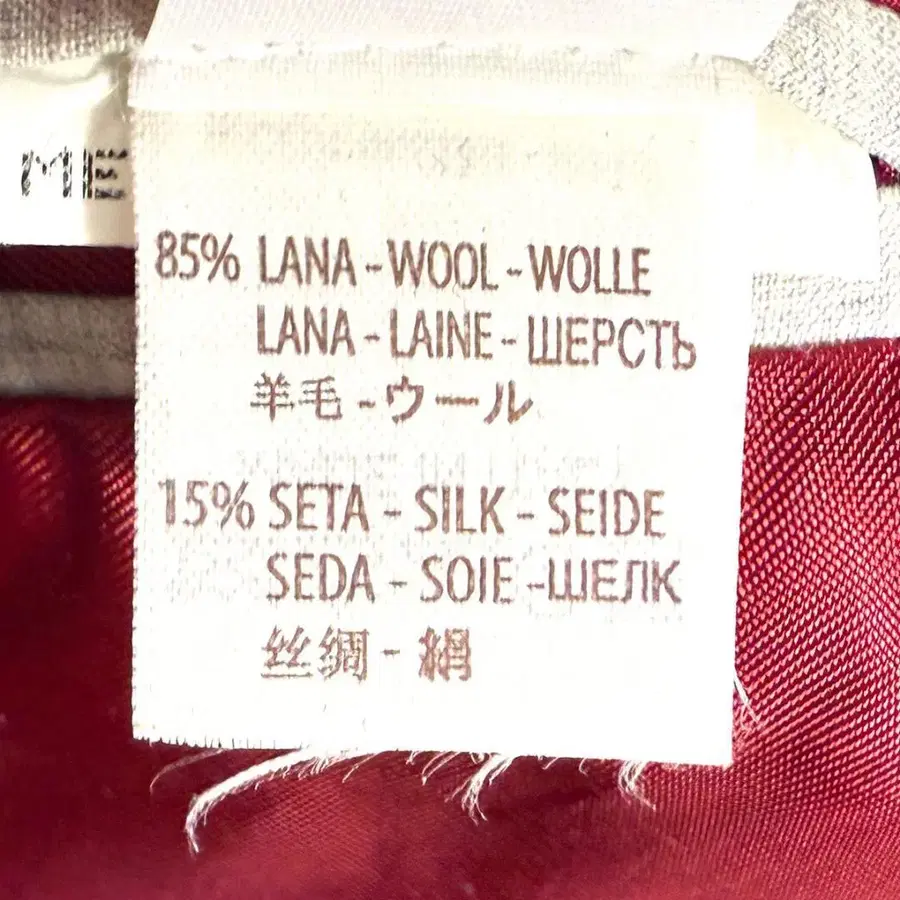 ME
85% LANA - WOOL - WOLLE
LANA - LAINE - ШЕРСТЬ
羊毛 - ウール
15% SETA - SILK - SEIDE
SEDA - SOIE -ШЕЛК
丝绸 - 絹